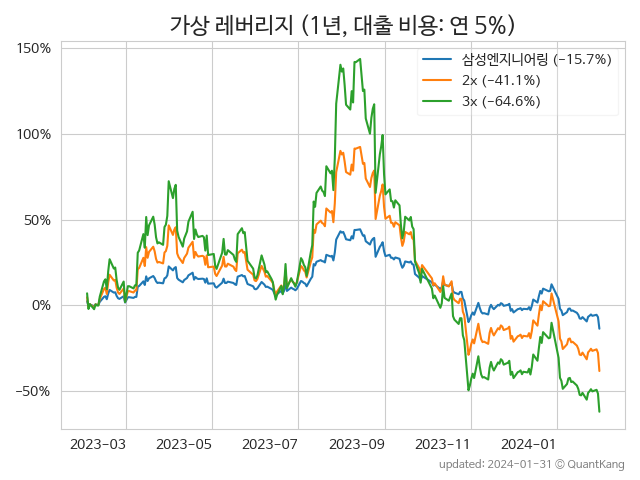 가상 레버리지 (1년, 대출 비용: 연 5%)
150%
100%
50%
0%
−50%
삼성엔지니어링 (−15.7%)
2x (−41.1%)
3x (−64.6%)
2023-03 2023-05 2023-07 2023-09 2023-11 2024-01
updated: 2024-01-31 © QuantKang